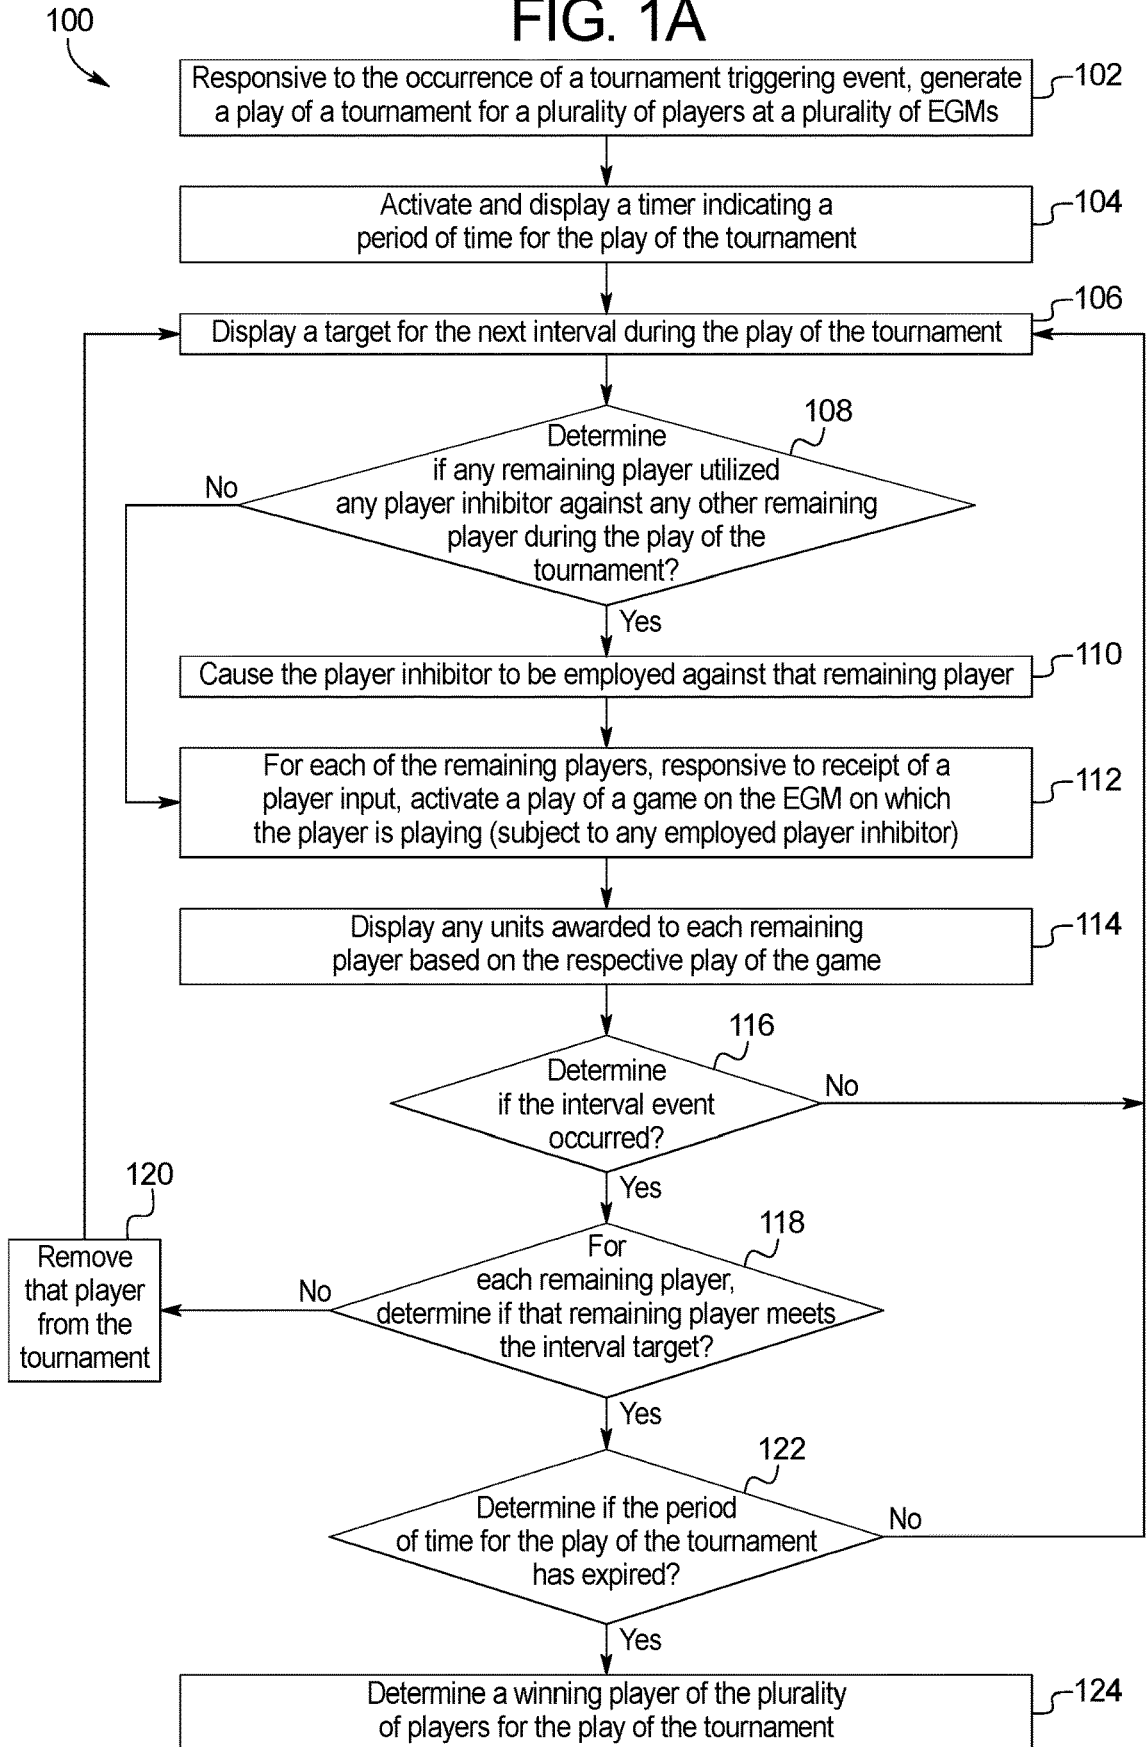 FIG. 1A
100
Responsive to the occurrence of a tournament triggering event, generate
a play of a tournament for a plurality of players at a plurality of EGMs
102
Activate and display a timer indicating a
period of time for the play of the tournament
104
106
Display a target for the next interval during the play of the tournament
108
Determine
if any remaining player utilized
any player inhibitor against any other remaining
player during the play of the
tournament?
No
Yes
Cause the player inhibitor to be employed against that remaining player
110
For each of the remaining players, responsive to receipt of a
player input, activate a play of a game on the EGM on which
the player is playing (subject to any employed player inhibitor)
112
Display any units awarded to each remaining
player based on the respective play of the game
114
116
Determine
if the interval event
occurred?
No
Yes
120
Remove
that player
from the
tournament
118
For
each remaining player,
determine if that remaining player meets
the interval target?
No
Yes
122
Determine if the period
of time for the play of the tournament
has expired?
No
Yes
Determine a winning player of the plurality
of players for the play of the tournament
124